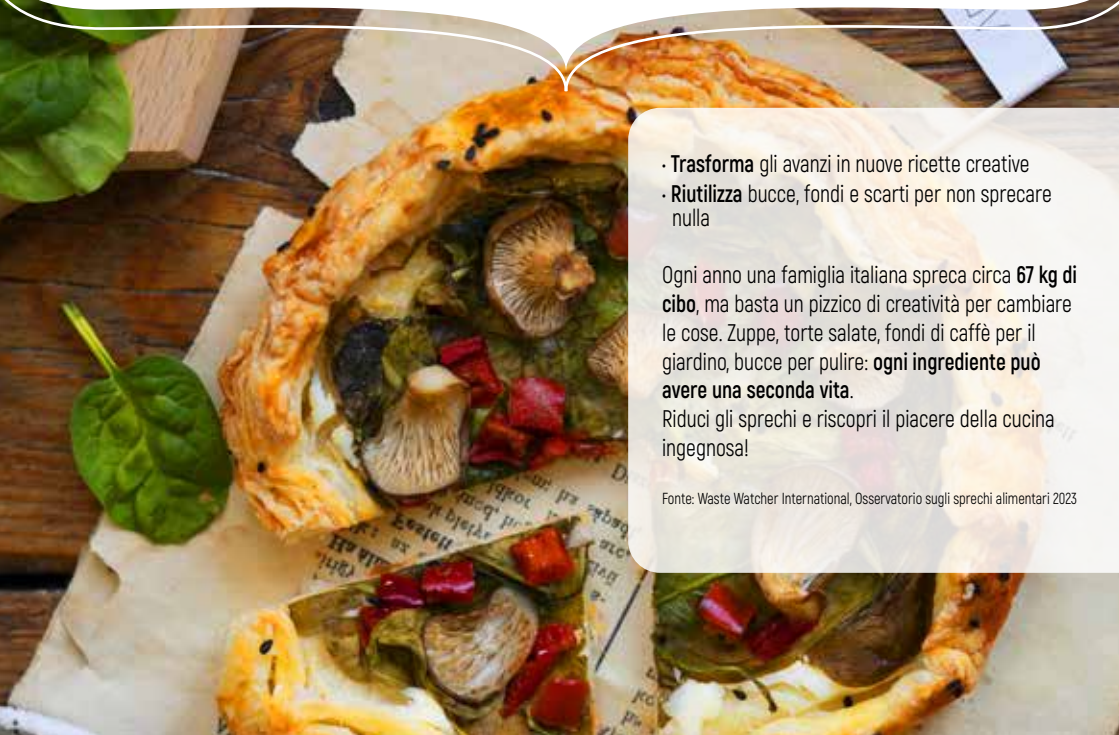 · Trasforma gli avanzi in nuove ricette creative
· Riutilizza bucce, fondi e scarti per non sprecare
nulla
Ogni anno una famiglia italiana spreca circa 67 kg di
cibo, ma basta un pizzico di creatività per cambiare
le cose. Zuppe, torte salate, fondi di caffè per il
giardino, bucce per pulire: ogni ingrediente può
avere una seconda vita.
Riduci gli sprechi e riscopri il piacere della cucina
ingegnosa!
Fonte: Waste Watcher International, Osservatorio sugli sprechi alimentari 2023